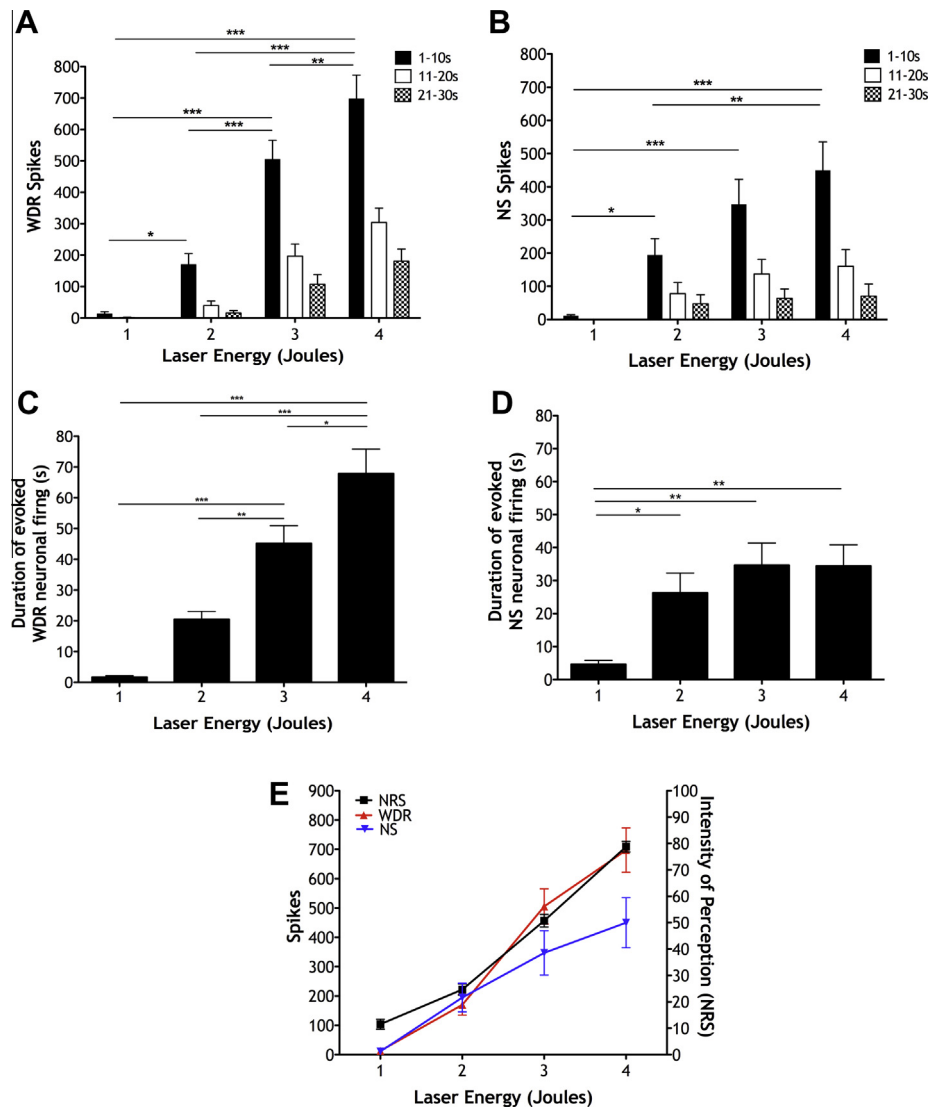 A
B
***
***
**
***
***
*
1-10s
11-20s
21-30s
800
700
600
500
400
300
200
100
0
WDR Spikes
1 2 3 4
Laser Energy (Joules)
***
**
***
*
1-10s
11-20s
21-30s
800
700
600
500
400
300
200
100
0
NS Spikes
1 2 3 4
Laser Energy (Joules)
C
***
***
*
***
**
80
70
60
50
40
30
20
10
0
Duration of evoked
WDR neuronal firng (s)
1 2 3 4
Laser Energy (Joules)
D
**
**
*
80
70
60
50
40
30
20
10
0
Duration of evoked
NS neuronal firing (s)
1 2 3 4
Laser Energy (Joules)
E
NRS
WDR
NS
900
800
700
600
500
400
300
200
100
0
Spikes
100
90
80
70
60
50
40
30
20
10
0
Intensity of Perception (NRS)
1 2 3 4
Laser Energy (Joules)